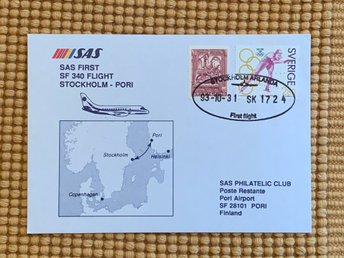 SAS
SAS FIRST
SF 340 FLIGHT
STOCKHOLM - PORI
SVERIGE
STOCKHOLM ARLANDA
93-10-31 SK 1724
First flight
Pori
Stockholm
Helsinki
Copenhagen
SAS PHILATELIC CLUB
Poste Restante
Pori Airport
SF 28101 PORI
Finland